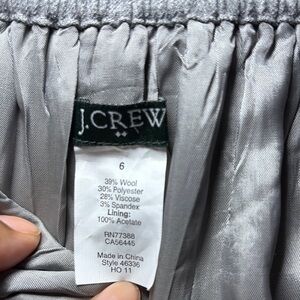 J.CREW
6
39% Wool
30% Polyester
28% Viscose
3% Spandex
Lining:
100% Acetate
RN77388
CA56445
Made in China
Style 46336
HO 11